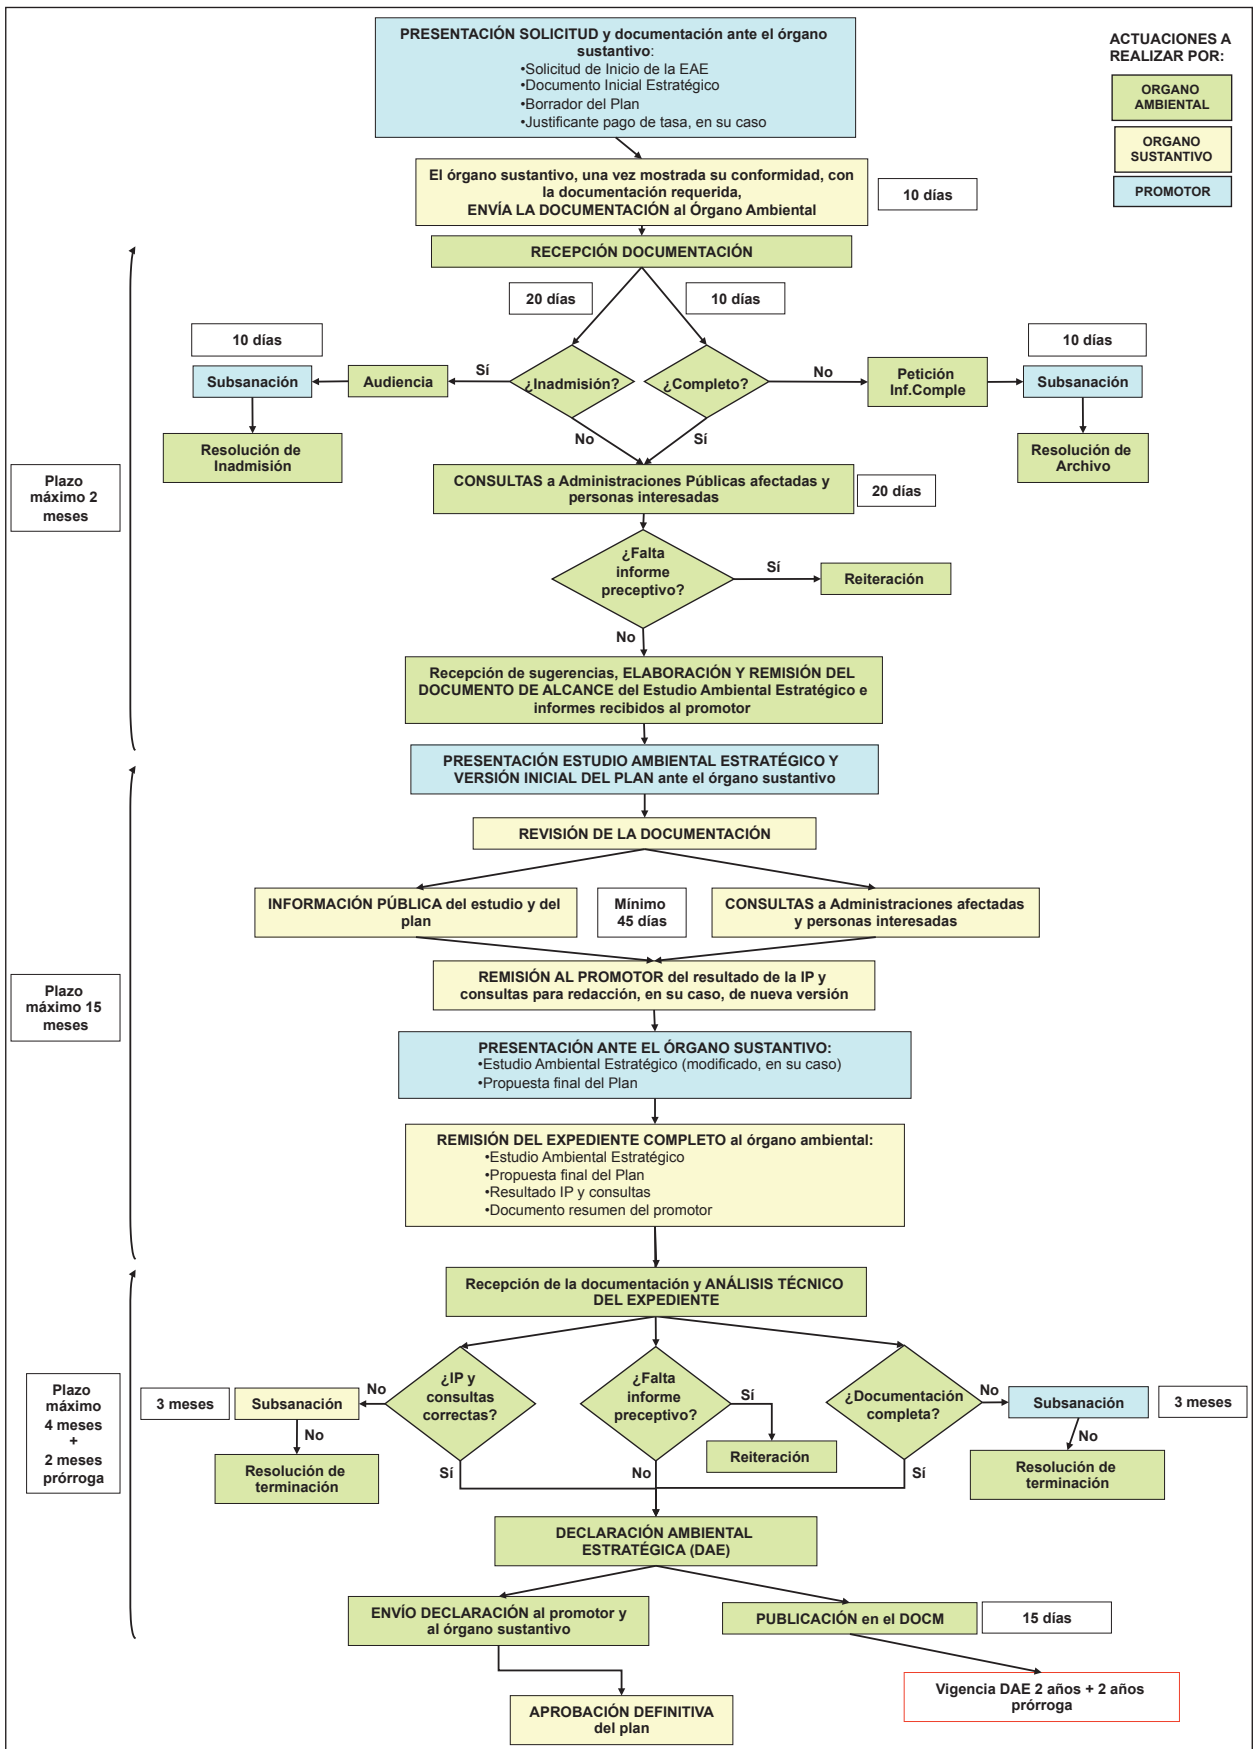 PRESENTACIÓN SOLICITUD y documentación ante el órgano
sustantivo:
•Solicitud de Inicio de la EAE
•Documento Inicial Estratégico
•Borrador del Plan
•Justificante pago de tasa, en su caso
ACTUACIONES A
REALIZAR POR:
ORGANO
AMBIENTAL
ORGANO
SUSTANTIVO
PROMOTOR
El órgano sustantivo, una vez mostrada su conformidad, con
la documentación requerida,
ENVÍA LA DOCUMENTACIÓN al Órgano Ambiental
10 días
RECEPCIÓN DOCUMENTACIÓN
20 días
10 días
10 días
10 días
Subsanación
Audiencia
Sí
¿Inadmisión?
¿Completo?
No
Petición
Inf.Comple
Subsanación
Resolución de
Inadmisión
No
Sí
Resolución de
Archivo
Plazo
máximo 2
meses
CONSULTAS a Administraciones Públicas afectadas y
personas interesadas
20 días
¿Falta
informe
preceptivo?
Sí
Reiteración
No
Recepción de sugerencias, ELABORACIÓN Y REMISIÓN DEL
DOCUMENTO DE ALCANCE del Estudio Ambiental Estratégico e
informes recibidos al promotor
PRESENTACIÓN ESTUDIO AMBIENTAL ESTRATÉGICO Y
VERSIÓN INICIAL DEL PLAN ante el órgano sustantivo
REVISIÓN DE LA DOCUMENTACIÓN
INFORMACIÓN PÚBLICA del estudio y del
plan
Mínimo
45 días
CONSULTAS a Administraciones afectadas
y personas interesadas
Plazo
máximo 15
meses
REMISIÓN AL PROMOTOR del resultado de la IP y
consultas para redacción, en su caso, de nueva versión
PRESENTACIÓN ANTE EL ÓRGANO SUSTANTIVO:
•Estudio Ambiental Estratégico (modificado, en su caso)
•Propuesta final del Plan
REMISIÓN DEL EXPEDIENTE COMPLETO al órgano ambiental:
•Estudio Ambiental Estratégico
•Propuesta final del Plan
•Resultado IP y consultas
•Documento resumen del promotor
Recepción de la documentación y ANÁLISIS TÉCNICO
DEL EXPEDIENTE
Plazo
máximo
4 meses
+
2 meses
prórroga
3 meses
Subsanación
No
¿IP y
consultas
correctas?
¿Falta
informe
preceptivo?
Sí
¿Documentación
completa?
No
Subsanación
3 meses
No
Resolución de
terminación
Sí
No
Reiteración
Sí
No
Resolución de
terminación
DECLARACIÓN AMBIENTAL
ESTRATÉGICA (DAE)
ENVÍO DECLARACIÓN al promotor y
al órgano sustantivo
PUBLICACIÓN en el DOCM
15 días
APROBACIÓN DEFINITIVA
del plan
Vigencia DAE 2 años + 2 años
prórroga